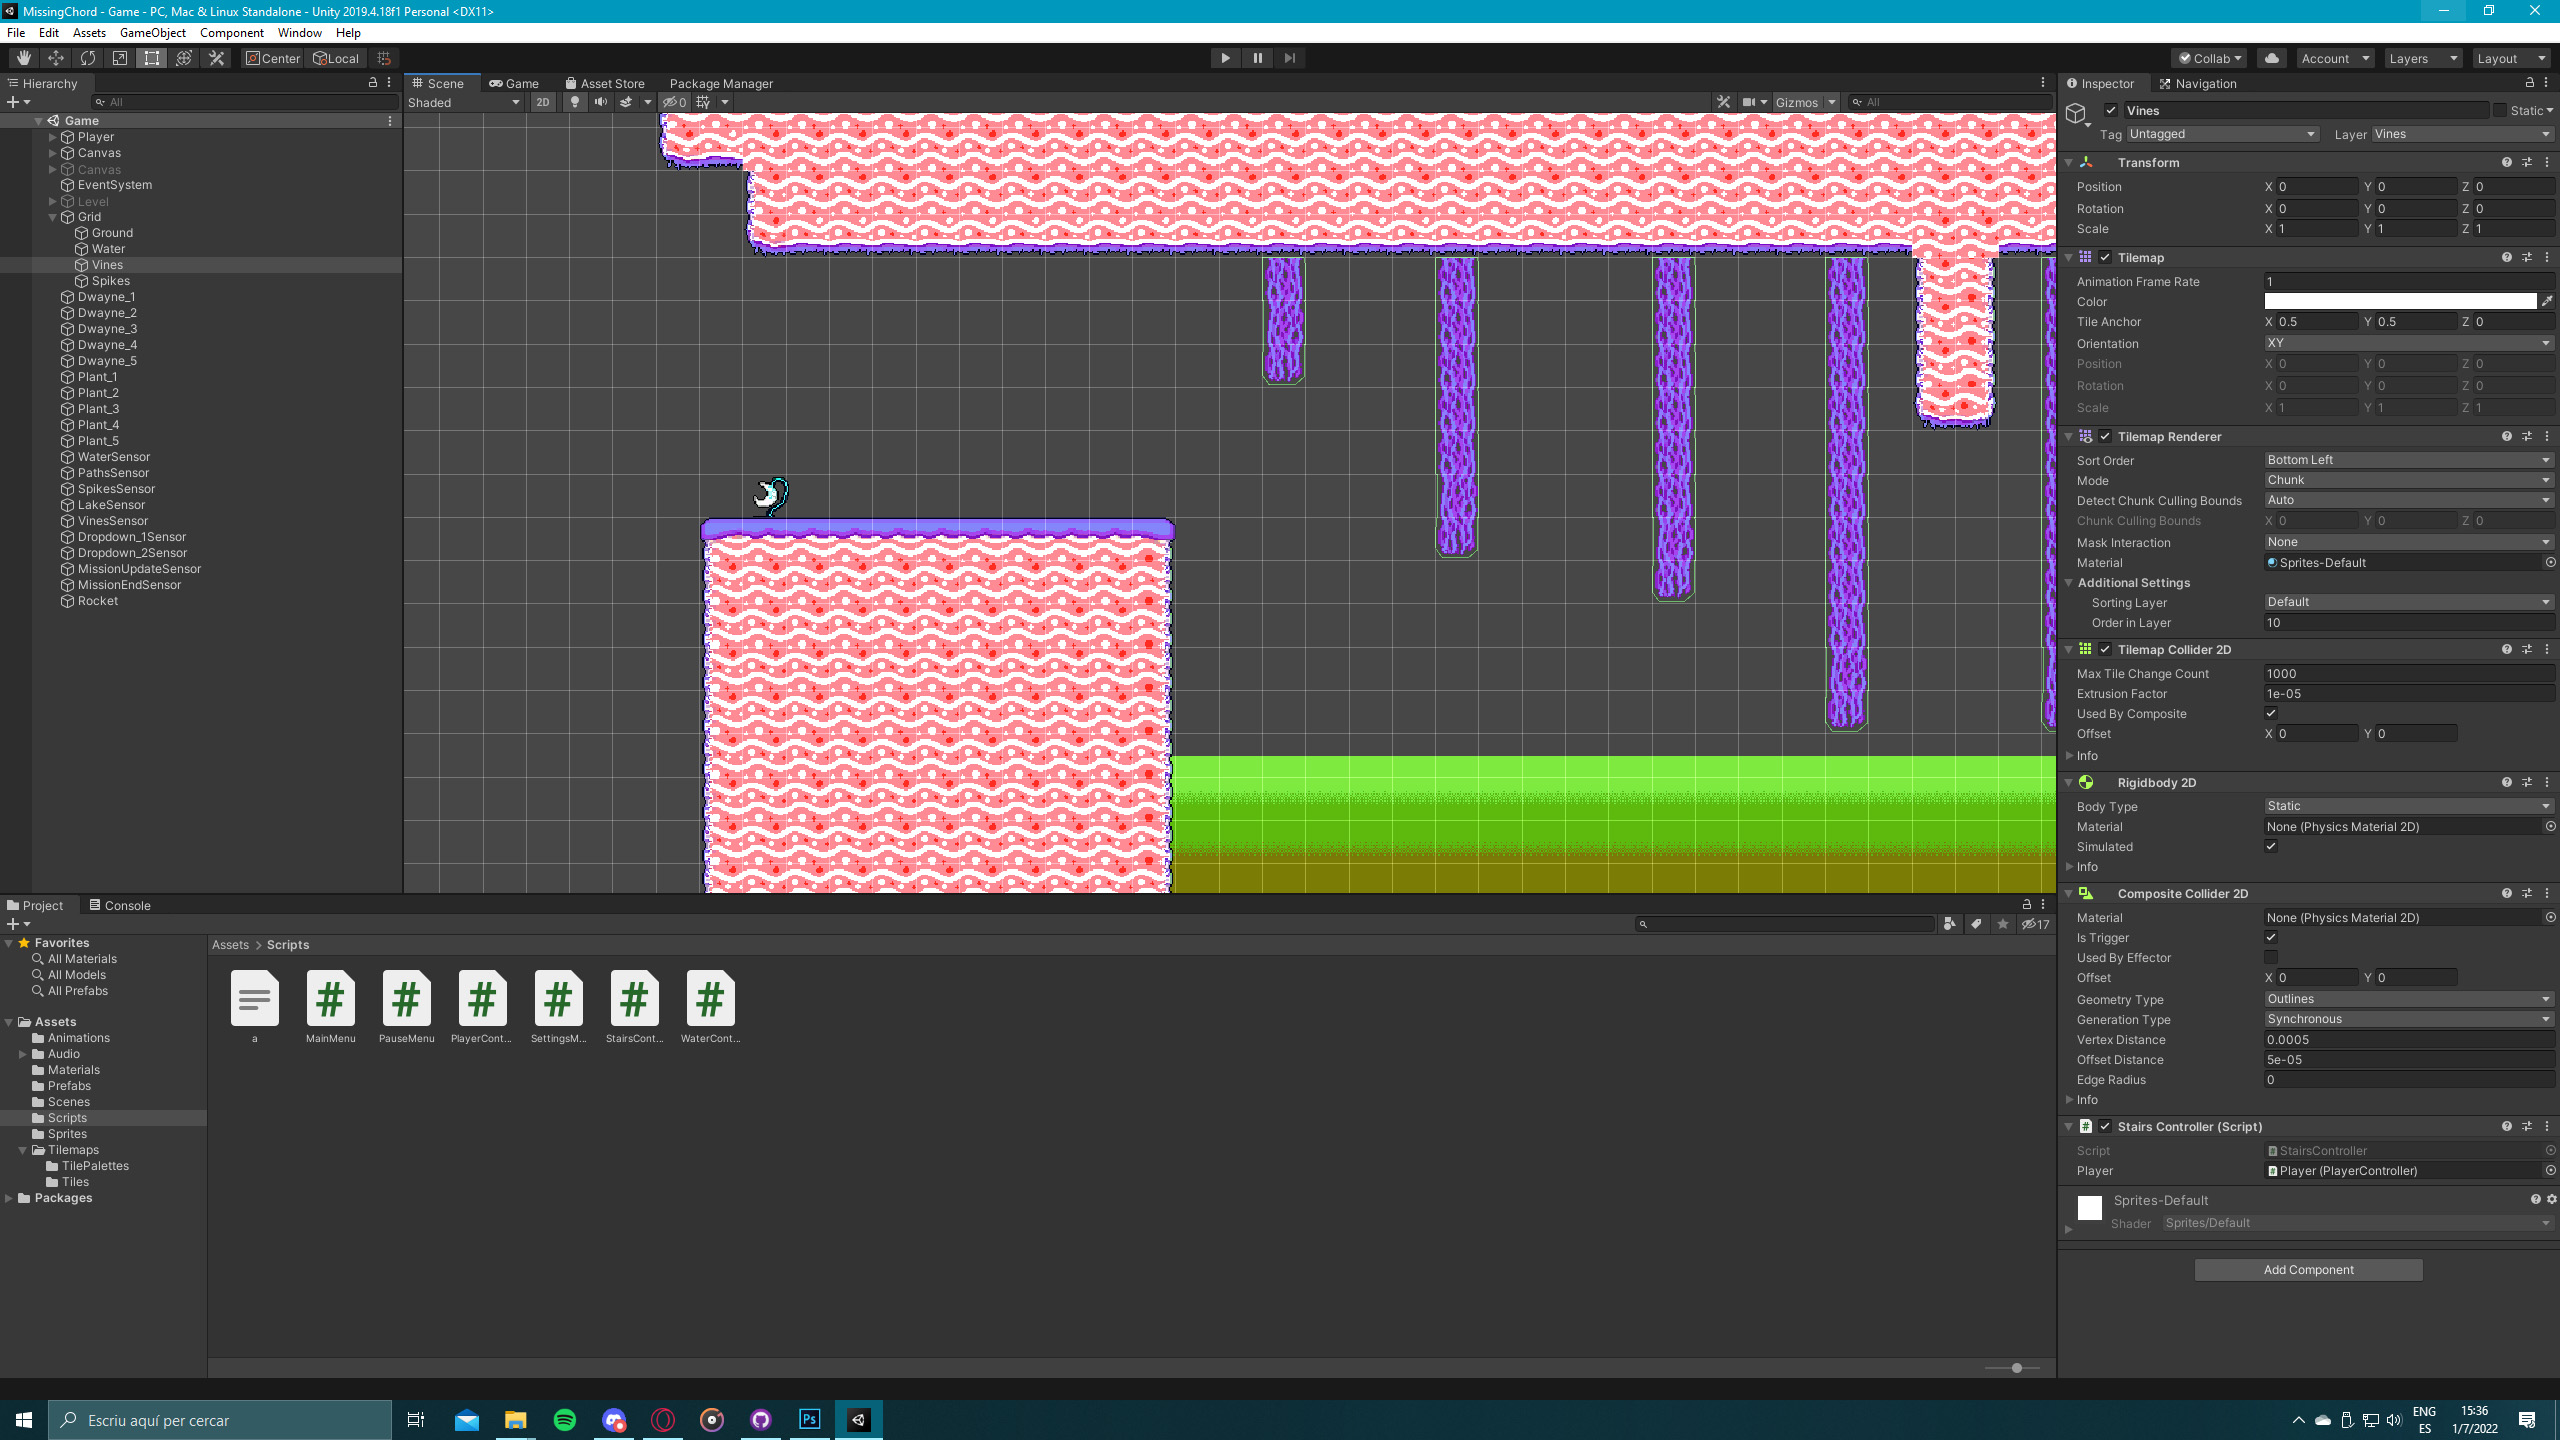 MissingChord - Game - PC, Mac & Linux Standalone - Unity 2019.4.18f1 Personal <DX11>
File Edit Assets GameObject Component Window Help
Center Local
Collab Account Layers Layout
Hierarchy
All
Game
Player
Canvas
Canvas
EventSystem
Level
Grid
Ground
Water
Vines
Spikes
Dwayne_1
Dwayne_2
Dwayne_3
Dwayne_4
Dwayne_5
Plant_1
Plant_2
Plant_3
Plant_4
Plant_5
WaterSensor
PathsSensor
SpikesSensor
LakeSensor
VinesSensor
Dropdown_1Sensor
Dropdown_2Sensor
MissionUpdateSensor
MissionEndSensor
Rocket
Scene Game Asset Store Package Manager
Shaded 2D 0 Gizmos All
Inspector Navigation
Vines Static
Tag Untagged Layer Vines
Transform
Position X 0 Y 0 Z 0
Rotation X 0 Y 0 Z 0
Scale X 1 Y 1 Z 1
Tilemap
Animation Frame Rate 1
Color
Tile Anchor X 0.5 Y 0.5 Z 0
Orientation XY
Position X 0 Y 0 Z 0
Rotation X 0 Y 0 Z 0
Scale X 1 Y 1 Z 1
Tilemap Renderer
Sort Order Bottom Left
Mode Chunk
Detect Chunk Culling Bounds Auto
Chunk Culling Bounds X 0 Y 0 Z 0
Mask Interaction None
Material Sprites-Default
Additional Settings
Sorting Layer Default
Order in Layer 10
Tilemap Collider 2D
Max Tile Change Count 1000
Extrusion Factor 1e-05
Used By Composite
Offset X 0 Y 0
Info
Rigidbody 2D
Body Type Static
Material None (Physics Material 2D)
Simulated
Info
Composite Collider 2D
Material None (Physics Material 2D)
Is Trigger
Used By Effector
Offset X 0 Y 0
Geometry Type Outlines
Generation Type Synchronous
Vertex Distance 0.0005
Offset Distance 5e-05
Edge Radius 0
Info
Stairs Controller (Script)
Script StairsController
Player Player (PlayerController)
Sprites-Default
Shader Sprites/Default
Add Component
Project Console
17
Favorites
All Materials
All Models
All Prefabs
Assets
Animations
Audio
Materials
Prefabs
Scenes
Scripts
Sprites
Tilemaps
TilePalettes
Tiles
Packages
Assets > Scripts
a MainMenu PauseMenu PlayerCont... SettingsM... StairsCont... WaterCont...
Escriu aquí per cercar
Ps
ENG
ES
15:36
1/7/2022